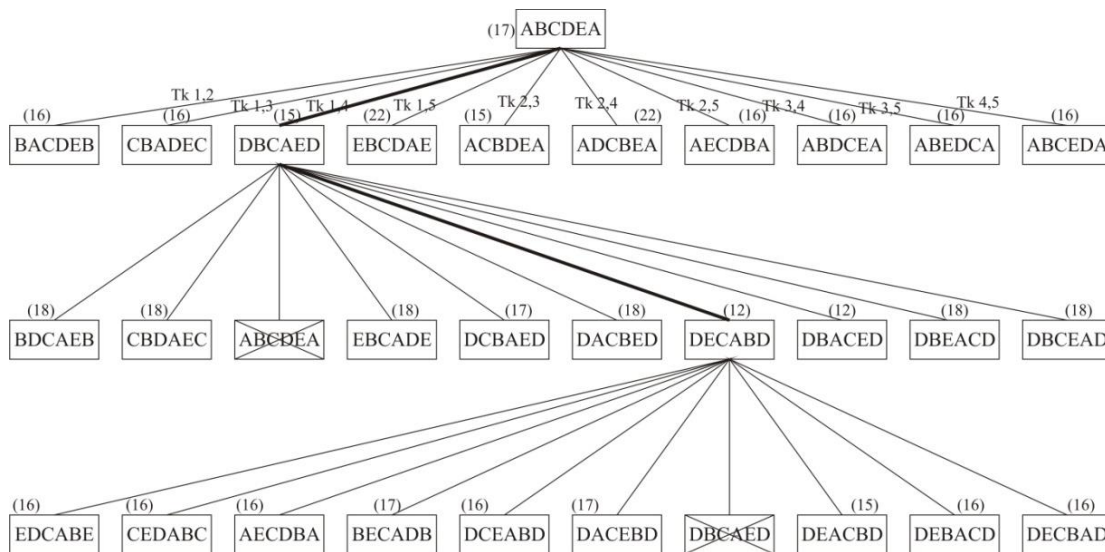 (17) ABCDEA
Tk 1,2 Tk 1,3 Tk 1,4 Tk 1,5 Tk 2,3 Tk 2,4 Tk 2,5 Tk 3,4 Tk 3,5 Tk 4,5
(16) (16) (15) (22) (15) (22) (16) (16) (16) (16)
BACDEB CBADEC DBCAED EBCDAE ACBDEA ADCBEA AECDBA ABDCEA ABEDCA ABCEDA
(18) (18) (18) (17) (18) (12) (12) (18) (18)
BDCAEB CBDAEC ABCDEA EBCADE DCBAED DACBED DECABD DBACED DBEACD DBCEAD
(16) (16) (16) (17) (16) (17) (15) (16) (16)
EDCABE CEDABC AECDBA BECADB DCEABD DACEBD DBCAED DEACBD DEBACD DECBAD